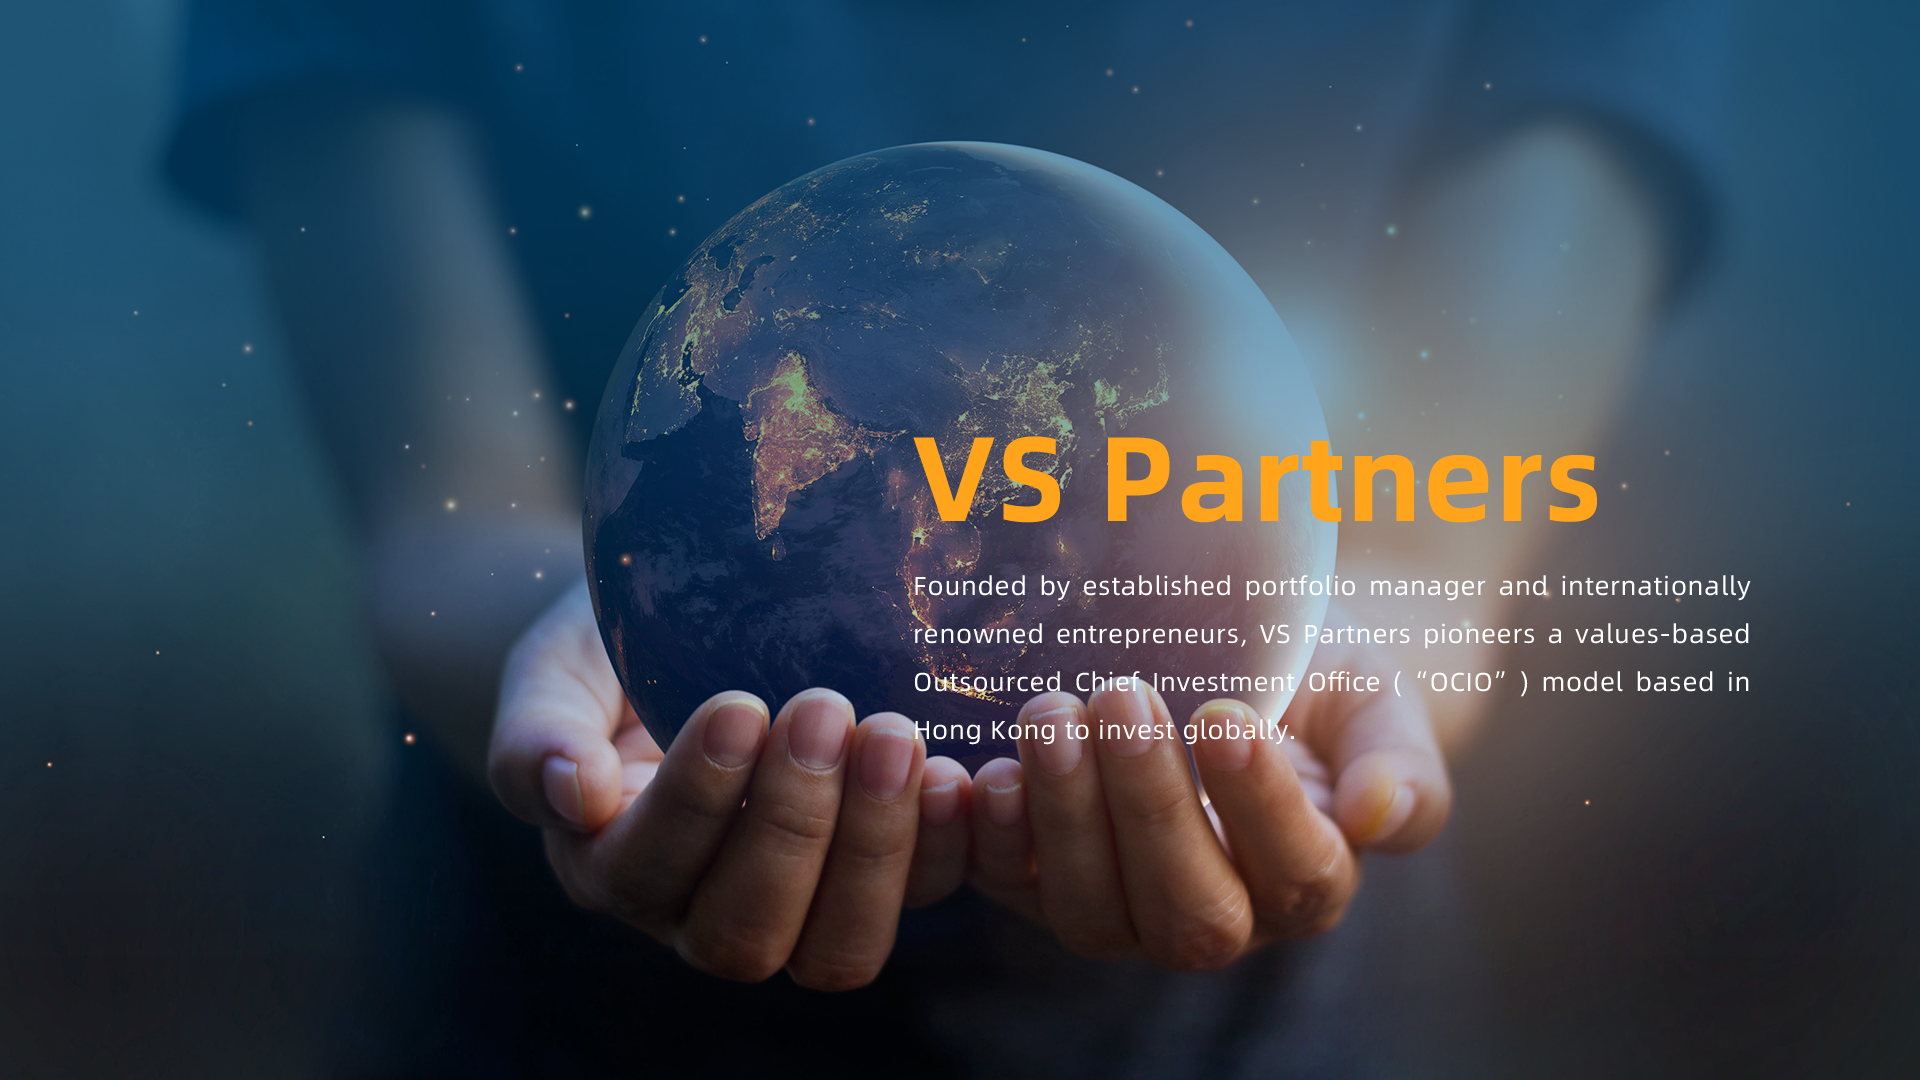 VS Partners
Founded by established portfolio manager and internationally
renowned entrepreneurs, VS Partners pioneers a values-based
Outsourced Chief Investment Office ( “OCIO” ) model based in
Hong Kong to invest globally.